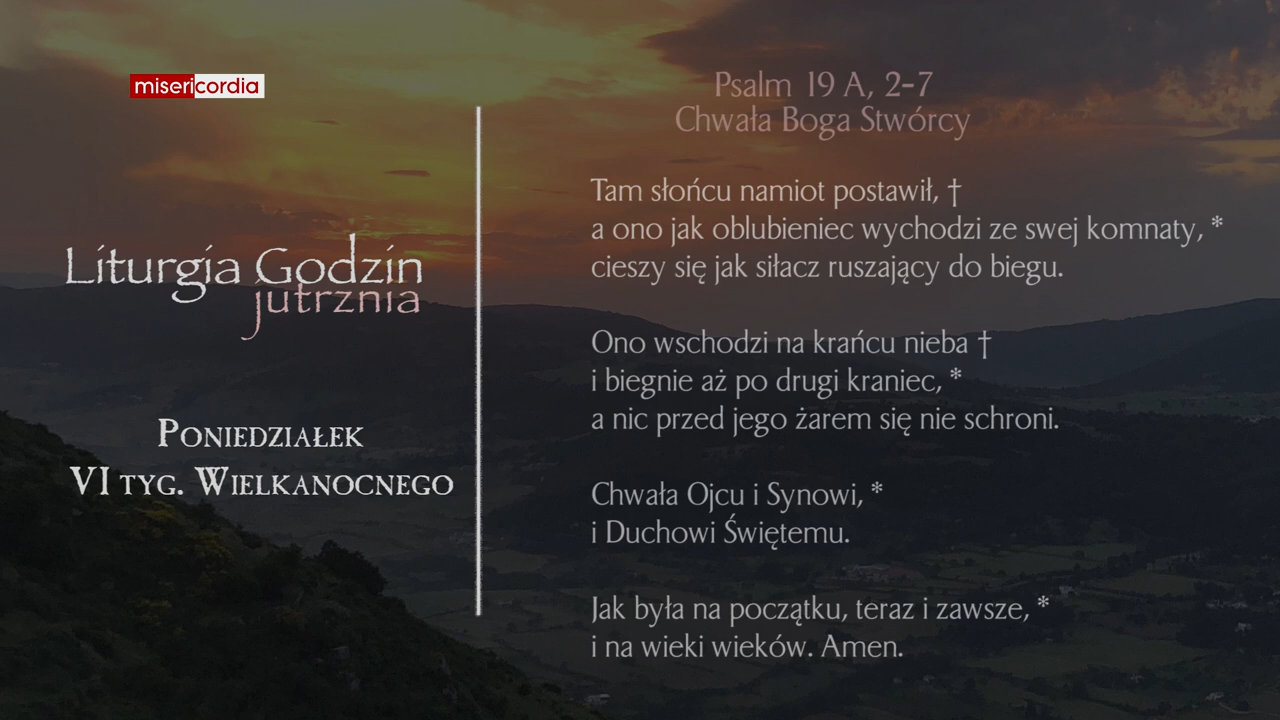 misericordia
Liturgia Godzin
jutrznia
Poniedziałek
VI tyg. Wielkanocnego
Psalm 19 A, 2-7
Chwała Boga Stwórcy
Tam słońcu namiot postawił, †
a ono jak oblubieniec wychodzi ze swej komnaty, *
cieszy się jak siłacz ruszający do biegu.
Ono wschodzi na krańcu nieba †
i biegnie aż po drugi kraniec, *
a nic przed jego żarem się nie schroni.
Chwała Ojcu i Synowi, *
i Duchowi Świętemu.
Jak była na początku, teraz i zawsze, *
i na wieki wieków. Amen.